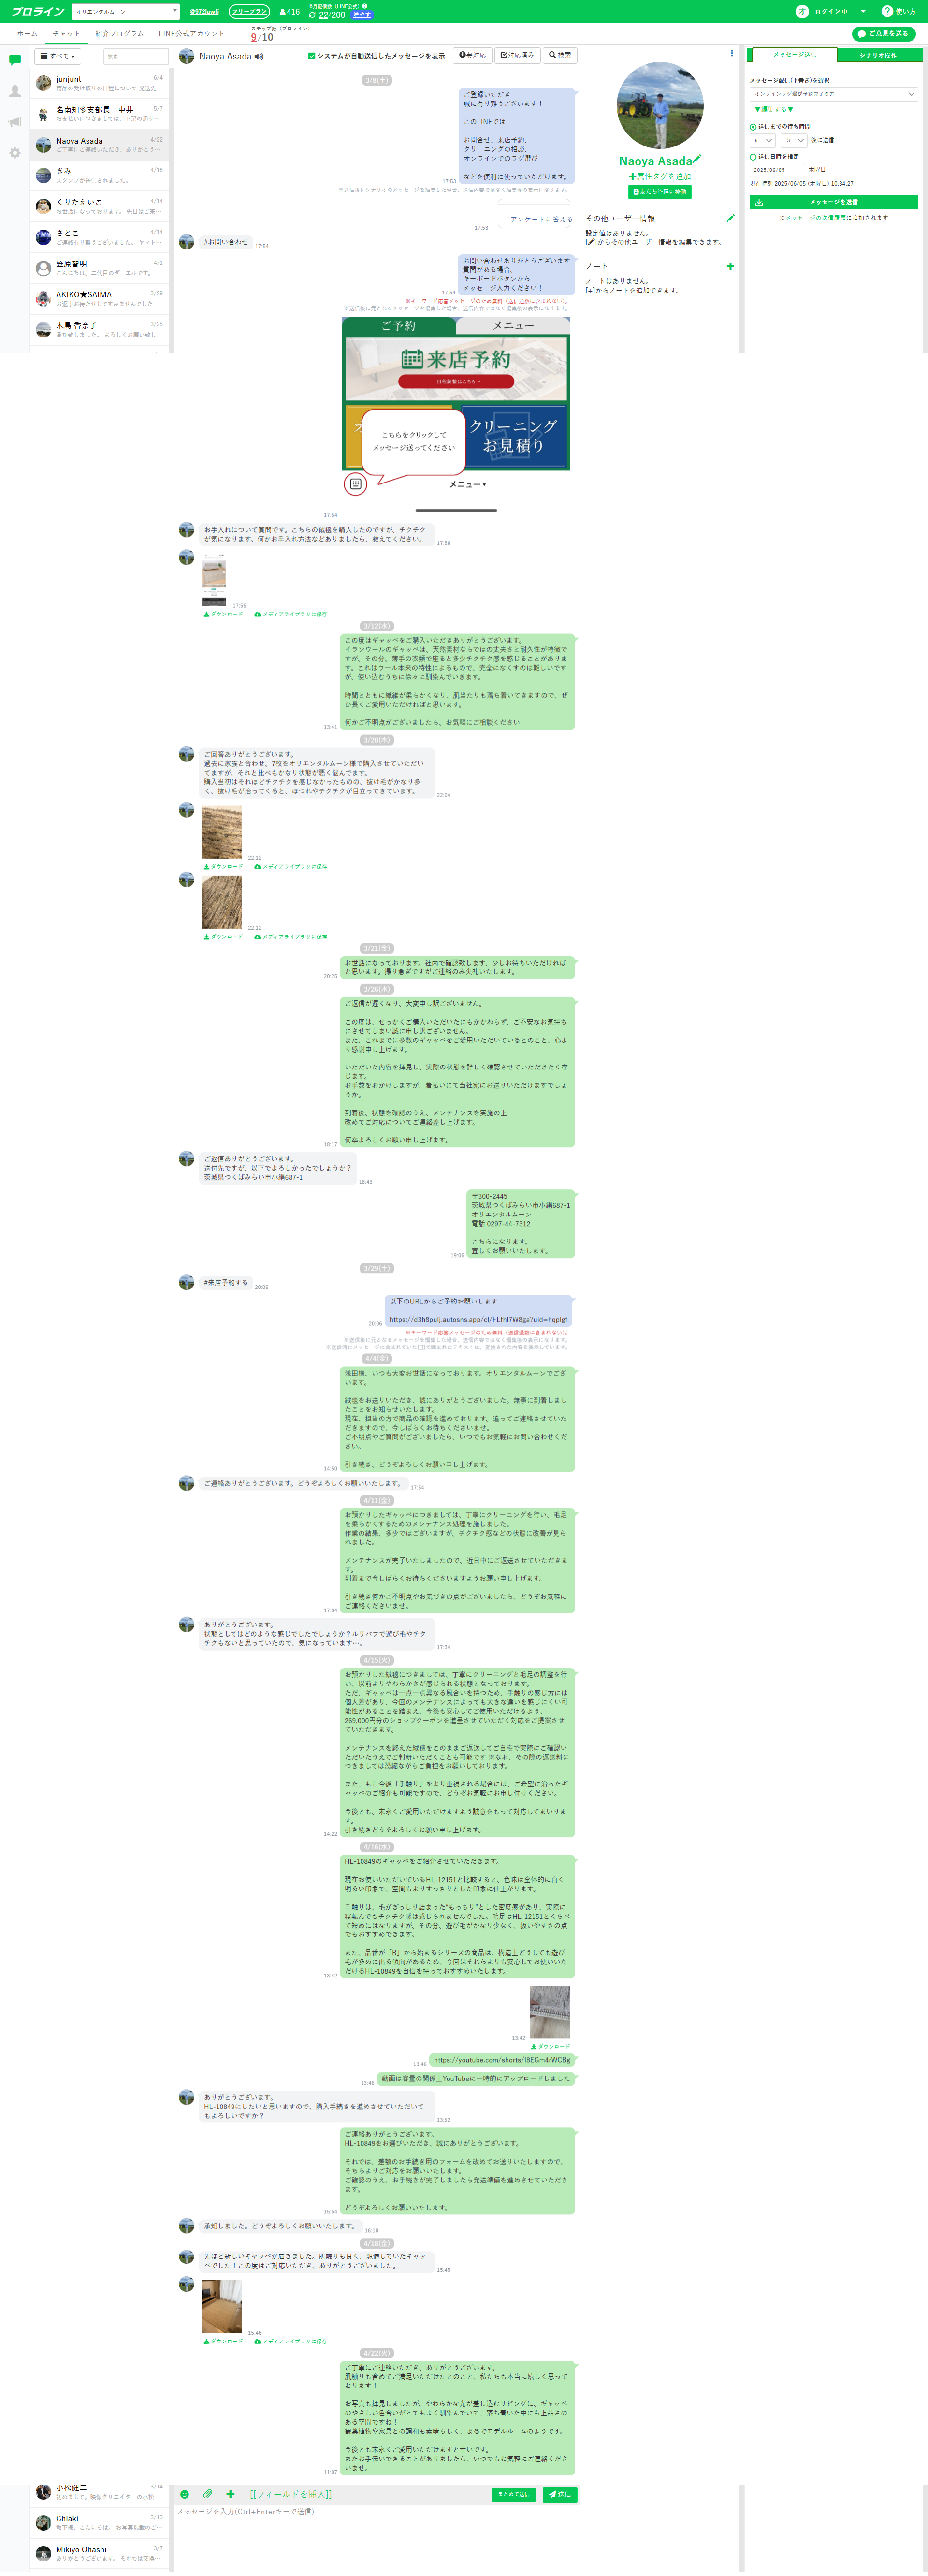 プロライン
オリエンタルムーン
@972lewfi
フリープラン
416
6月配信数(LINE公式)
22/200
増やす
オ ログイン中
使い方
ホーム
チャット
紹介プログラム
LINE公式アカウント
ステップ数(プロライン)
9/10
ご意見を送る
すべて
検索
junjunt
6/4
商品の受け取りの日程について 返送先…
名南知多支部長 中井
5/7
お支払いにつきましては、下記の通り…
Naoya Asada
4/22
ご丁寧にご連絡いただき、ありがとう…
きみ
4/16
スタンプが送信されました。
くりたえいこ
4/14
お世話になっております。 先日はご来…
さとこ
4/14
ご連絡有り難うございました。 ヤマト…
笠原智明
4/1
こんにちは。二代目のダニエルです。 …
AKIKO★SAIMA
3/29
お返事お待たせしてすみませんでした…
木島 香奈子
3/25
承知致しました。 よろしくお願い致し…
Naoya Asada
システムが自動送信したメッセージを表示
要対応
対応済み
検索
3/8(土)
ご登録いただき
誠に有り難うございます！
このLINEでは
お問合せ、来店予約、
クリーニングの相談、
オンラインでのラグ選び
などを便利に使っていただけます。
17:53
※送信後にシナリオのメッセージを編集した場合、送信内容ではなく編集後の表示になります。
アンケートに答える
17:53
#お問い合わせ
17:54
お問い合わせありがとうございます
質問がある場合、
キーボードボタンから
メッセージ入力ください！
17:54
※キーワード応答メッセージのため無料（送信通数に含まれない)。
※送信後に元となるメッセージを編集した場合、送信内容ではなく編集後の表示になります。
ご予約
メニュー
来店予約
日程調整はこちら
こちらをクリックして
メッセージ送ってください
クリーニング
お見積り
メニュー▼
17:54
お手入れについて質問です。こちらの絨毯を購入したのですが、チクチク
が気になります。何かお手入れ方法などありましたら、教えてください。
17:56
17:56
ダウンロード
メディアライブラリに保存
3/12(水)
この度はギャッベをご購入いただきありがとうございます。
イランウールのギャッベは、天然素材ならではの丈夫さと耐久性が特徴で
すが、その分、薄手の衣類で座ると多少チクチク感を感じることがありま
す。これはウール本来の特性によるもので、完全になくすのは難しいです
が、使い込むうちに徐々に馴染んでいきます。
時間とともに繊維が柔らかくなり、肌当たりも落ち着いてきますので、ぜ
ひ長くご愛用いただければと思います。
何かご不明点がございましたら、お気軽にご相談ください
13:41
3/20(木)
ご回答ありがとうございます。
過去に家族と合わせ、7枚をオリエンタルムーン様で購入させていただい
てますが、それと比べもかなり状態が悪く悩んでます。
購入当初はそれほどチクチクを感じなかったものの、抜け毛がかなり多
く、抜け毛が治ってくると、ほつれやチクチクが目立ってきています。
22:04
22:12
ダウンロード
メディアライブラリに保存
22:12
ダウンロード
メディアライブラリに保存
3/21(金)
お世話になっております。社内で確認致します、少しお待ちいただければ
と思います。撮り急ぎですがご連絡のみ失礼いたします。
20:25
3/26(水)
ご返信が遅くなり、大変申し訳ございません。
この度は、せっかくご購入いただいたにもかかわらず、ご不安なお気持ち
にさせてしまい誠に申し訳ございません。
また、これまでに多数のギャッベをご愛用いただいているとのこと、心よ
り感謝申し上げます。
いただいた内容を拝見し、実際の状態を詳しく確認させていただきたく存
じます。
お手数をおかけしますが、着払いにて当社宛にお送りいただけますでしょ
うか。
到着後、状態を確認のうえ、メンテナンスを実施の上
改めてご対応についてご連絡差し上げます。
何卒よろしくお願い申し上げます。
18:17
ご返信ありがとうございます。
送付先ですが、以下でよろしかったでしょうか？
茨城県つくばみらい市小絹687-1
18:43
〒300-2445
茨城県つくばみらい市小絹687-1
オリエンタルムーン
電話 0297-44-7312
こちらになります。
宜しくお願いいたします。
19:06
3/29(土)
#来店予約する
20:06
以下のURLからご予約お願いします
https://d3h8pulj.autosns.app/cl/FLfhI7W8ga?uid=hqplgf
20:06
※キーワード応答メッセージのため無料（送信通数に含まれない)。
※送信後に元となるメッセージを編集した場合、送信内容ではなく編集後の表示になります。
※送信時にメッセージに含まれていた[[]]で囲まれたテキストは、変換された内容を表示しています。
4/4(金)
浅田様、いつも大変お世話になっております。オリエンタルムーンでござ
います。
絨毯をお送りいただき、誠にありがとうございました。無事に到着しまし
たことをお知らせいたします。
現在、担当の方で商品の確認を進めております。追ってご連絡させていた
だきますので、今しばらくお待ちくださいませ。
ご不明点やご質問がございましたら、いつでもお気軽にお問い合わせくだ
さい。
引き続き、どうぞよろしくお願い申し上げます。
14:50
ご連絡ありがとうございます。どうぞよろしくお願いいたします。
17:54
4/11(金)
お預かりしたギャッベにつきましては、丁寧にクリーニングを行い、毛足
を柔らかくするためのメンテナンス処理を施しました。
作業の結果、多少ではございますが、チクチク感などの状態に改善が見ら
れました。
メンテナンスが完了いたしましたので、近日中にご返送させていただきま
す。
到着まで今しばらくお待ちくださいますようお願い申し上げます。
引き続き何かご不明点やお気づきの点がございましたら、どうぞお気軽に
ご連絡くださいませ。
17:04
ありがとうございます。
状態としてはどのような感じでしたでしょうか？ルリバフで遊び毛やチク
チクもないと思っていたので、気になっています…。
17:34
4/15(火)
お預かりした絨毯につきましては、丁寧にクリーニングと毛足の調整を行
い、以前よりやわらかさが感じられる状態となっております。
ただ、ギャッベは一点一点異なる風合いを持つため、手触りの感じ方には
個人差があり、今回のメンテナンスによっても大きな違いを感じにくい可
能性があることを踏まえ、今後も安心してご使用いただけるよう、
269,000円分のショップクーポンを進呈させていただく対応をご提案させ
ていただきます。
メンテナンスを終えた絨毯をこのままご返送してご自宅で実際にご確認い
ただいたうえでご判断いただくことも可能です ※なお、その際の返送料に
つきましては恐縮ながらご負担をお願いしております。
また、もし今後「手触り」をより重視される場合には、ご希望に沿ったギ
ャッベのご紹介も可能ですので、どうぞお気軽にお申し付けください。
今後とも、末永くご愛用いただけますよう誠意をもって対応してまいりま
す。
引き続きどうぞよろしくお願い申し上げます。
14:22
4/16(水)
HL-10849のギャッベをご紹介させていただきます。
現在お使いいただいているHL-12151と比較すると、色味は全体的に白く
明るい印象で、空間もよりすっきりとした印象に仕上がります。
手触りは、毛がぎっしり詰まった“もっちり”とした密度感があり、実際に
寝転んでもチクチク感は感じられませんでした。毛足はHL-12151とくらべ
て短めにはなりますが、その分、遊び毛がかなり少なく、扱いやすさの点
でもおすすめできます。
また、品番が「B」から始まるシリーズの商品は、構造上どうしても遊び
毛が多めに出る傾向があるため、今回はそれらよりも安心してお使いいた
だけるHL-10849を自信を持っておすすめいたします。
13:42
13:42
ダウンロード
https://youtube.com/shorts/l8EGm4rWCBg
13:46
動画は容量の関係上YouTubeに一時的にアップロードしました
13:46
ありがとうございます。
HL-10849にしたいと思いますので、購入手続きを進めさせていただいて
もよろしいですか？
13:52
ご連絡ありがとうございます。
HL-10849をお選びいただき、誠にありがとうございます。
それでは、差額のお手続き用のフォームを改めてお送りいたしますので、
そちらよりご対応をお願いいたします。
ご確認のうえ、お手続きが完了しましたら発送準備を進めさせていただき
ます。
どうぞよろしくお願いいたします。
15:54
承知しました。どうぞよろしくお願いいたします。
16:10
4/18(金)
先ほど新しいギャッベが届きました。肌触りも良く、想像していたギャッ
ベでした！この度はご対応いただき、ありがとうございました。
15:45
15:46
ダウンロード
メディアライブラリに保存
4/22(火)
ご丁寧にご連絡いただき、ありがとうございます。
肌触りも含めてご満足いただけたとのこと、私たちも本当に嬉しく思って
おります！
お写真も拝見しましたが、やわらかな光が差し込むリビングに、ギャッベ
のやさしい色合いがとてもよく馴染んでいて、落ち着いた中にも上品さの
ある空間ですね！
観葉植物や家具との調和も素晴らしく、まるでモデルルームのようです。
今後とも末永くご愛用いただけますと幸いです。
またお手伝いできることがありましたら、いつでもお気軽にご連絡くださ
いませ。
11:07
小松健二
3/14
初めまして。映像クリエイターの小松…
Chiaki
3/13
Mikiyo Ohashi
3/7
ありがとうございます。 それでは交換…
[[フィールドを挿入]]
まとめて送信
送信
メッセージを入力(Ctrl+Enterキーで送信)
Naoya Asada
属性タグを追加
友だち管理に移動
その他ユーザー情報
設定値はありません。
[]からその他ユーザー情報を編集できます。
ノート
ノートはありません。
[+]からノートを追加できます。
メッセージ送信
シナリオ操作
メッセージ配信(下書き)を選択
オンラインラグ選び予約完了の方
▼編集する▼
送信までの待ち時間
5
分
後に送信
送信日時を指定
2025/06/05
木曜日
現在時刻 2025/06/05 (木曜日) 10:34:27
メッセージを送信
※メッセージの送信履歴に追加されます